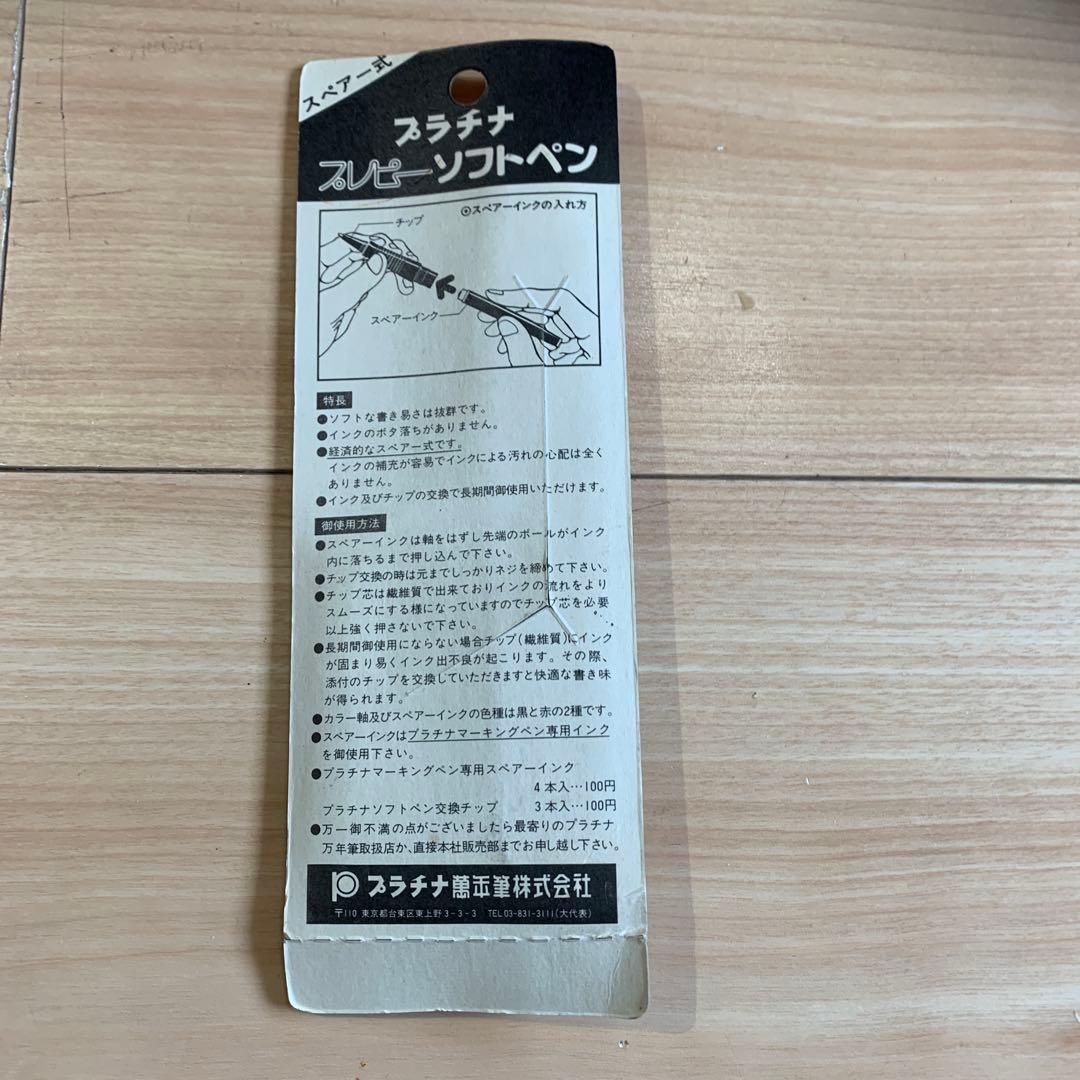 スペアー式
プラチナ
プレピーソフトペン
⊙スペアーインクの入れ方
チップ
スペアーインク
特長
●ソフトな書き易さは抜群です。
●インクのボタ落ちがありません。
●経済的なスペアー式です。
インクの補充が容易でインクによる汚れの心配は全く
ありません。
●インク及びチップの交換で長期間御使用いただけます。
御使用方法
●スペアーインクは軸をはずし先端のボールがインク
内に落ちるまで押し込んで下さい。
●チップ交換の時は元までしっかりネジを締めて下さい。
●チップ芯は繊維質で出来ておりインクの流れをより
スムーズにする様になっていますのでチップ芯を必要
以上強く押さないで下さい。
●長期間御使用にならない場合チップ(繊維質)にインク
が固まり易くインク出不良が起こります。その際、
添付のチップを交換していただきますと快適な書き味
が得られます。
●カラー軸及びスペアーインクの色種は黒と赤の2種です。
●スペアーインクはプラチナマーキングペン専用インク
を御使用下さい。
●プラチナマーキングペン専用スペアーインク
4本入…100円
プラチナソフトペン交換チップ 3本入…100円
●万一御不満の点がございましたら最寄りのプラチナ
万年筆取扱店か、直接本社販売部までお申し越し下さい。
プラチナ萬年筆株式会社
〒110 東京都台東区東上野3-3-3 TEL03-831-3111(大代表)